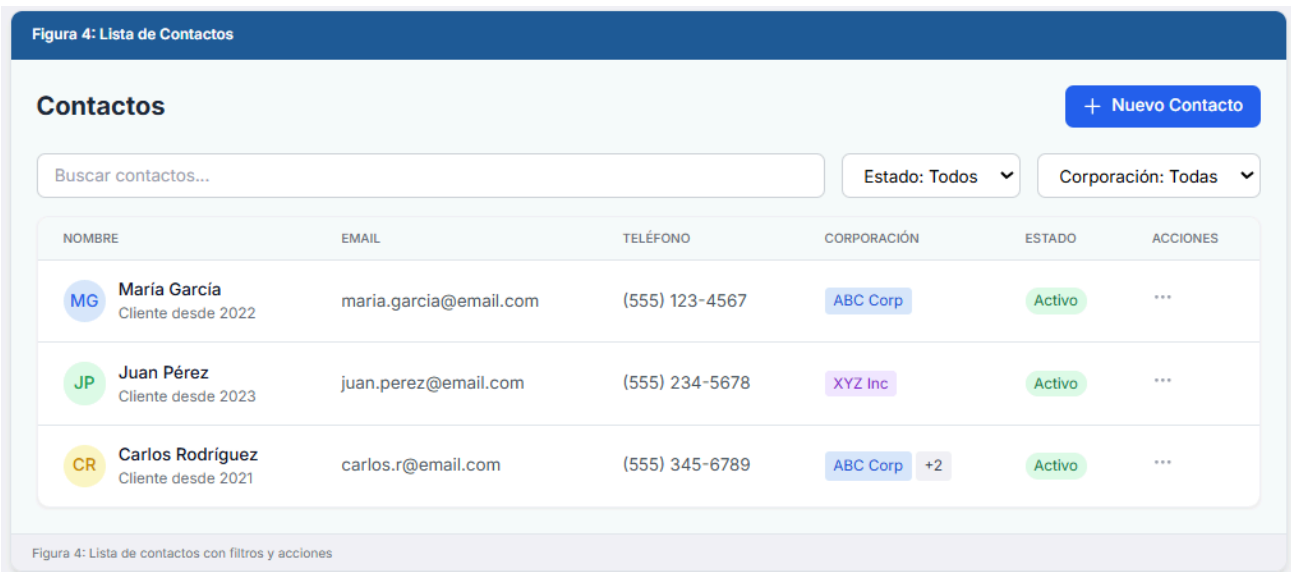 Figura 4: Lista de Contactos
Contactos
+ Nuevo Contacto
Buscar contactos...
Estado: Todos
Corporación: Todas
NOMBRE EMAIL TELÉFONO CORPORACIÓN ESTADO ACCIONES
MG María García maria.garcia@email.com (555) 123-4567 ABC Corp Activo ...
Cliente desde 2022
JP Juan Pérez juan.perez@email.com (555) 234-5678 XYZ Inc Activo ...
Cliente desde 2023
CR Carlos Rodríguez carlos.r@email.com (555) 345-6789 ABC Corp +2 Activo ...
Cliente desde 2021
Figura 4: Lista de contactos con filtros y acciones